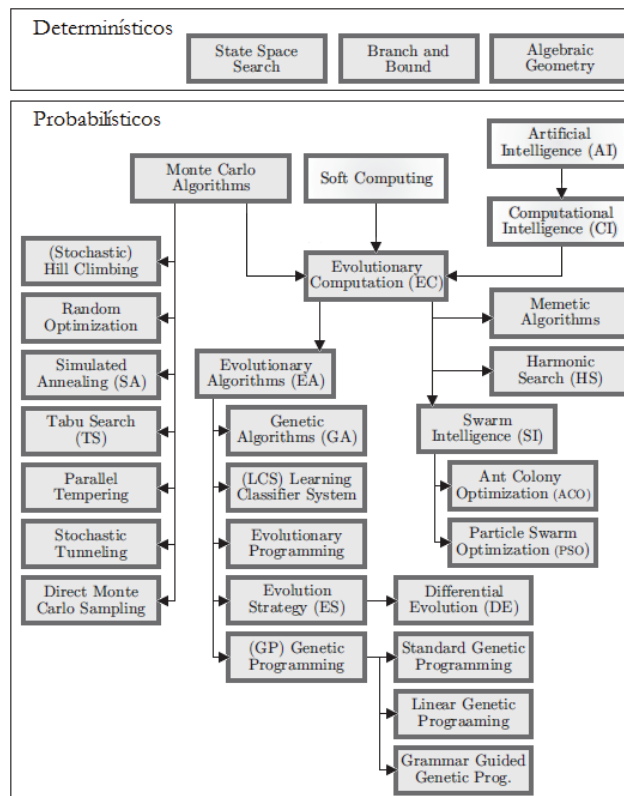 Determinísticos
State Space
Search
Branch and
Bound
Algebraic
Geometry
Probabilísticos
Artificial
Intelligence (AI)
Monte Carlo
Algorithms
Soft Computing
Computational
Intelligence (CI)
(Stochastic)
Hill Climbing
Evolutionary
Computation (EC)
Random
Optimization
Memetic
Algorithms
Simulated
Annealing (SA)
Evolutionary
Algorithms (EA)
Harmonic
Search (HS)
Tabu Search
(TS)
Genetic
Algorithms (GA)
Swarm
Intelligence (SI)
Parallel
Tempering
(LCS) Learning
Classifier System
Ant Colony
Optimization (ACO)
Stochastic
Tunneling
Evolutionary
Programming
Particle Swarm
Optimization (PSO)
Direct Monte
Carlo Sampling
Evolution
Strategy (ES)
Differential
Evolution (DE)
(GP) Genetic
Programming
Standard Genetic
Programming
Linear Genetic
Prograaming
Grammar Guided
Genetic Prog.